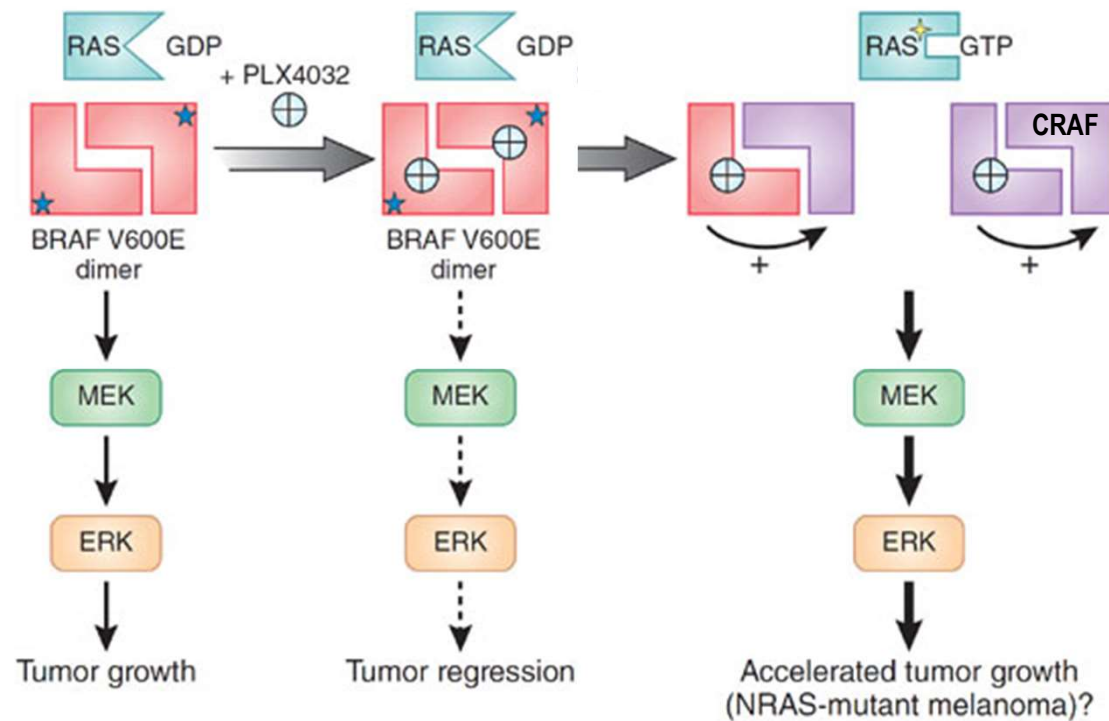 RAS GDP
+ PLX4032
BRAF V600E
dimer
MEK
ERK
Tumor growth
RAS GDP
BRAF V600E
dimer
MEK
ERK
Tumor regression
RAS GTP
CRAF
+
+
MEK
ERK
Accelerated tumor growth
(NRAS-mutant melanoma)?